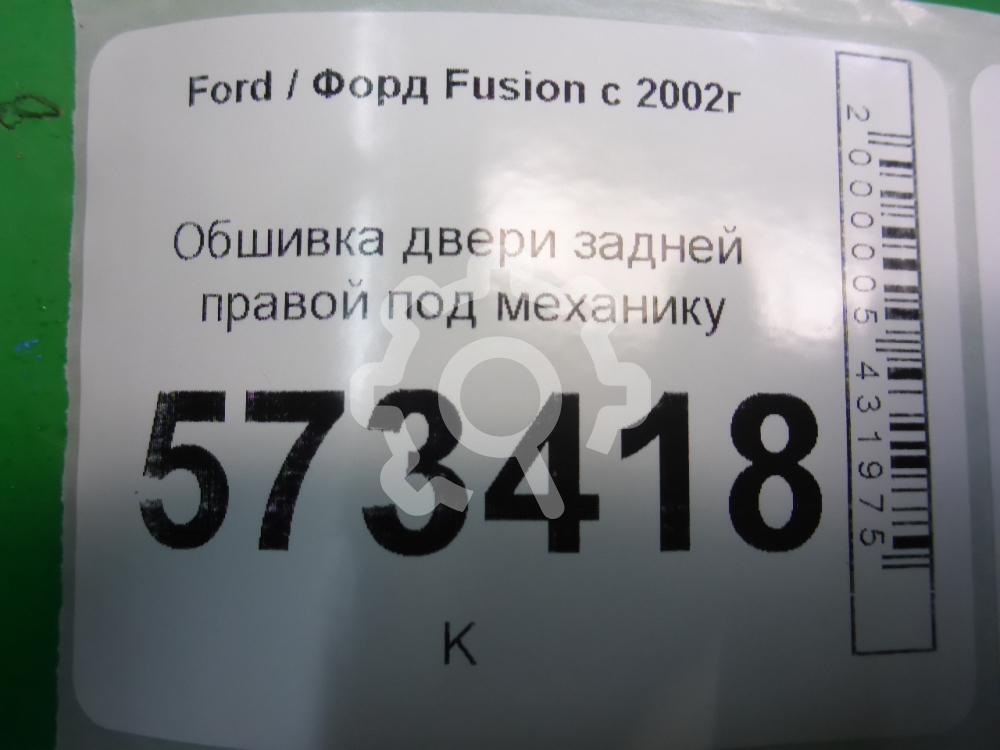 Ford / Форд Fusion с 2002г
Обшивка двери задней
правой под механику
573418
К
2000005431975